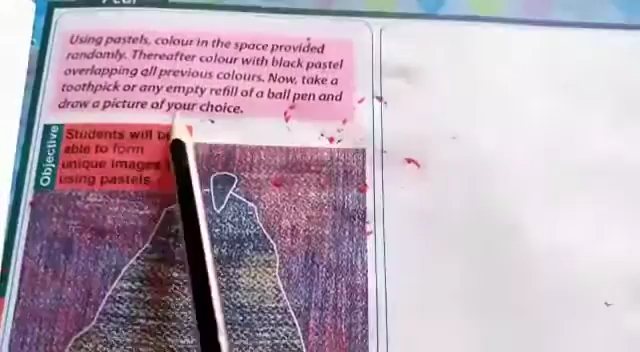 Using pastels, colour in the space provided
randomly. Thereafter colour with black pastel
overlapping all previous colours. Now, take a
toothpick or any empty refill of a ball pen and
draw a picture of your choice.
Objective
Students will be
able to form
unique images
using pastels